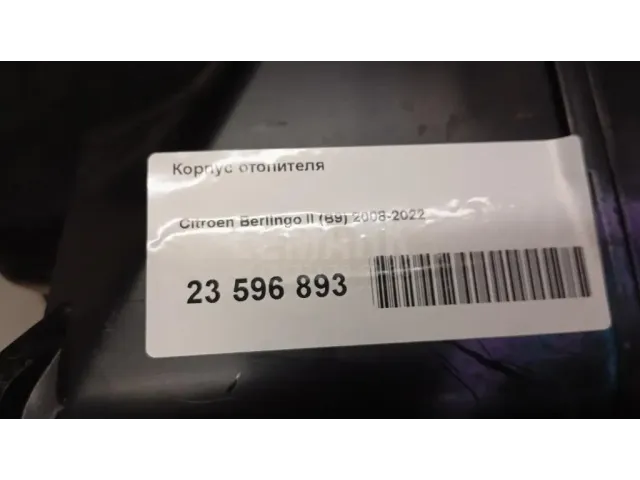 Корпус отопителя
Citroen Berlingo II (B9) 2008-2022
23 596 893